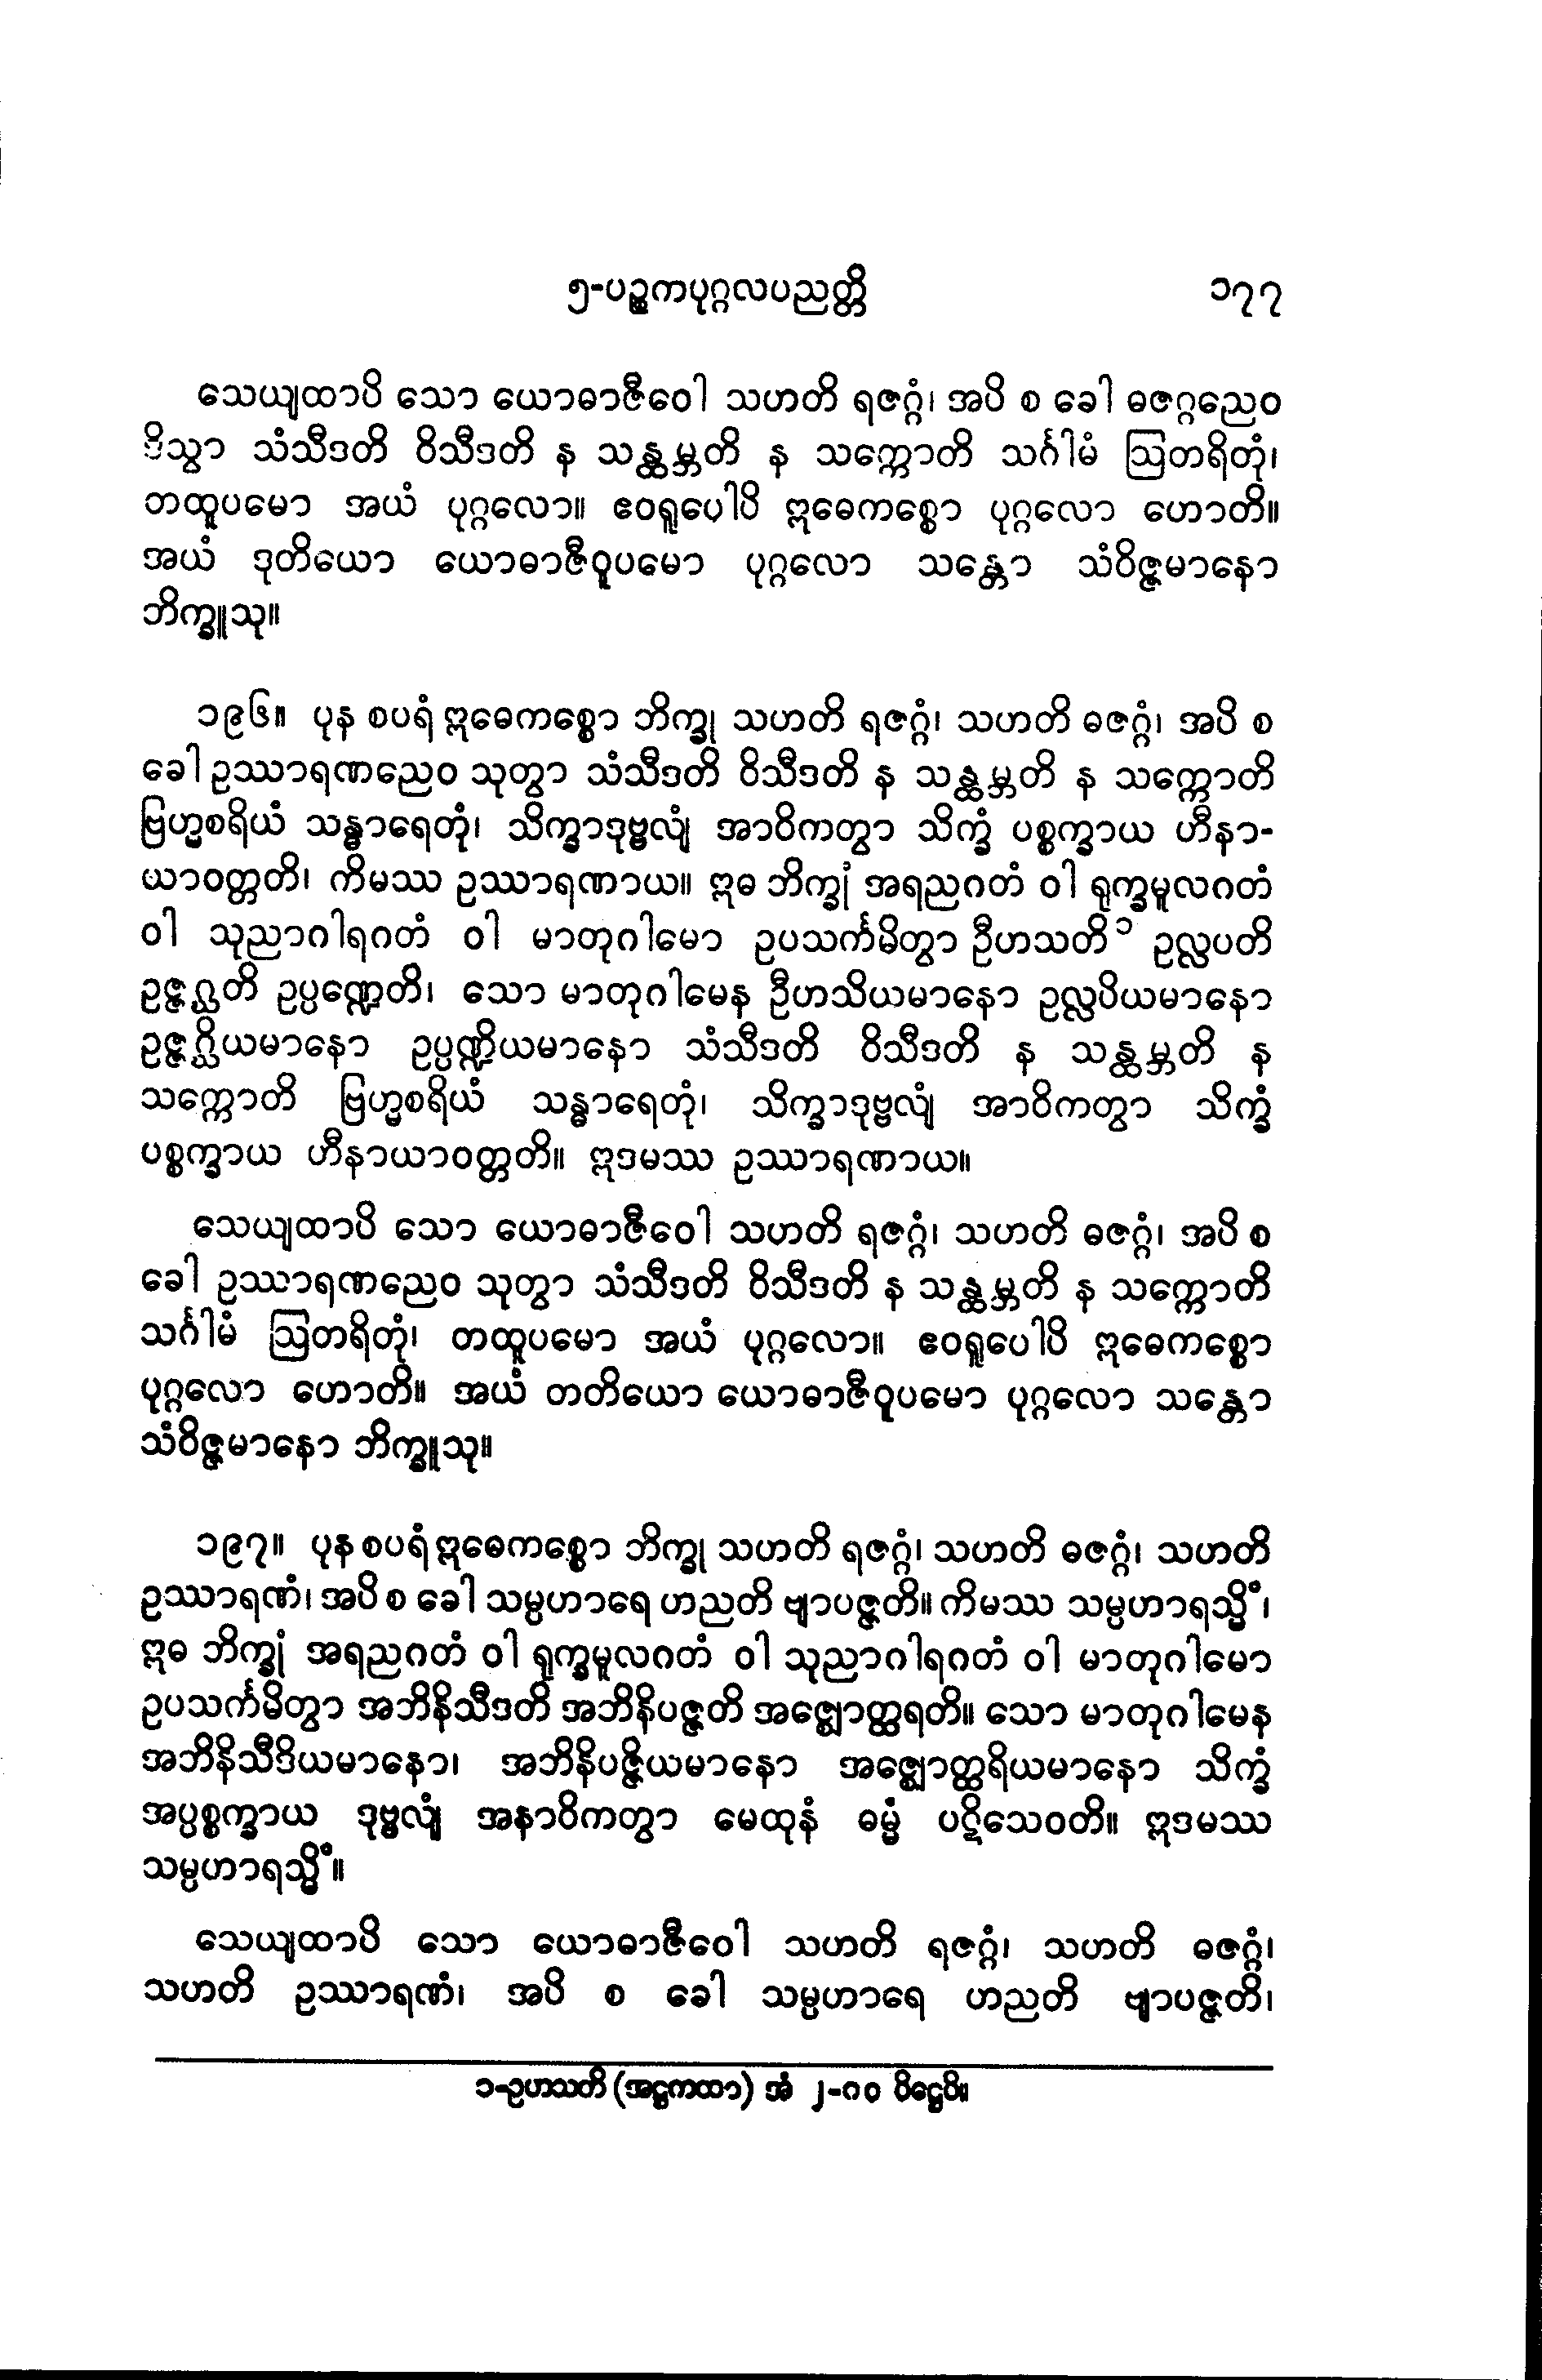 ၅-ပဉ္စကပုဂ္ဂလပညတ္တိ ၁၇၇
သေယျထာပိ သော ယောဓာဇီဝေါ သဟတိ ရဇဂ္ဂံ၊ အပိ စ ခေါ ဓဇဂ္ဂညေဝ
ဒိသွာ သံသီဒတိ ဝိသီဒတိ န သန္ထမ္ဘတိ န သက္ကောတိ သင်္ဂါမံ ဩတရိတုံ၊
တထူပမော အယံ ပုဂ္ဂလော။ ဧဝရူပေါပိ ဣဓေကစ္စော ပုဂ္ဂလော ဟောတိ။
အယံ ဒုတိယော ယောဓာဇီဝူပမော ပုဂ္ဂလော သန္တော သံဝိဇ္ဇမာနော
ဘိက္ခူသု။
၁၉၆။ ပုန စပရံ ဣဓေကစ္စော ဘိက္ခု သဟတိ ရဇဂ္ဂံ၊ သဟတိ ဓဇဂ္ဂံ၊ အပိ စ
ခေါ ဥဿာရဏညေဝ သုတွာ သံသီဒတိ ဝိသီဒတိ န သန္ထမ္ဘတိ န သက္ကောတိ
ဗြဟ္မစရိယံ သန္ဓာရေတုံ၊ သိက္ခာဒုဗ္ဗလျံ အာဝိကတွာ သိက္ခံ ပစ္စက္ခာယ ဟီနာ-
ယာဝတ္တတိ၊ ကိမဿ ဥဿာရဏာယ။ ဣဓ ဘိက္ခုံ အရညဂတံ ဝါ ရုက္ခမူလဂတံ
ဝါ သုညာဂါရဂတံ ဝါ မာတုဂါမော ဥပသင်္ကမိတွာ ဦဟသတိ ၁ ဥလ္လပတိ
ဥဇ္ဇဂ္ဃတိ ဥပ္ပဏ္ဍေတိ၊ သော မာတုဂါမေန ဦဟသိယမာနော ဥလ္လပိယမာနော
ဥဇ္ဇဂ္ဃိယမာနော ဥပ္ပဏ္ဍိယမာနော သံသီဒတိ ဝိသီဒတိ န သန္ထမ္ဘတိ န
သက္ကောတိ ဗြဟ္မစရိယံ သန္ဓာရေတုံ၊ သိက္ခာဒုဗ္ဗလျံ အာဝိကတွာ သိက္ခံ
ပစ္စက္ခာယ ဟီနာယာဝတ္တတိ။ ဣဒမဿ ဥဿာရဏာယ။
သေယျထာပိ သော ယောဓာဇီဝေါ သဟတိ ရဇဂ္ဂံ၊ သဟတိ ဓဇဂ္ဂံ၊ အပိ စ
ခေါ ဥဿာရဏညေဝ သုတွာ သံသီဒတိ ဝိသီဒတိ န သန္ထမ္ဘတိ န သက္ကောတိ
သင်္ဂါမံ ဩတရိတုံ၊ တထူပမော အယံ ပုဂ္ဂလော။ ဧဝရူပေါပိ ဣဓေကစ္စော
ပုဂ္ဂလော ဟောတိ။ အယံ တတိယော ယောဓာဇီဝူပမော ပုဂ္ဂလော သန္တော
သံဝိဇ္ဇမာနော ဘိက္ခူသု။
၁၉၇။ ပုန စပရံ ဣဓေကစ္စော ဘိက္ခု သဟတိ ရဇဂ္ဂံ၊ သဟတိ ဓဇဂ္ဂံ၊ သဟတိ
ဥဿာရဏံ၊ အပိ စ ခေါ သမ္ပဟာရေ ဟညတိ ဗျာပဇ္ဇတိ။ ကိမဿ သမ္ပဟာရသ္မိံ၊
ဣဓ ဘိက္ခုံ အရညဂတံ ဝါ ရုက္ခမူလဂတံ ဝါ သုညာဂါရဂတံ ဝါ မာတုဂါမော
ဥပသင်္ကမိတွာ အဘိနိသီဒတိ အဘိနိပဇ္ဇတိ အဇ္ဈောတ္ထရတိ။ သော မာတုဂါမေန
အဘိနိသီဒိယမာနော၊ အဘိနိပဇ္ဇိယမာနော အဇ္ဈောတ္ထရိယမာနော သိက္ခံ
အပ္ပစ္စက္ခာယ ဒုဗ္ဗလျံ အနာဝိကတွာ မေထုနံ ဓမ္မံ ပဋိသေဝတိ။ ဣဒမဿ
သမ္ပဟာရသ္မိံ။
သေယျထာပိ သော ယောဓာဇီဝေါ သဟတိ ရဇဂ္ဂံ၊ သဟတိ ဓဇဂ္ဂံ၊
သဟတိ ဥဿာရဏံ၊ အပိ စ ခေါ သမ္ပဟာရေ ဟညတိ ဗျာပဇ္ဇတိ၊
၁-ဥဟသတိ (အဋ္ဌကထာ) အံ ၂-၈၀ ပိဋ္ဌေပိ။